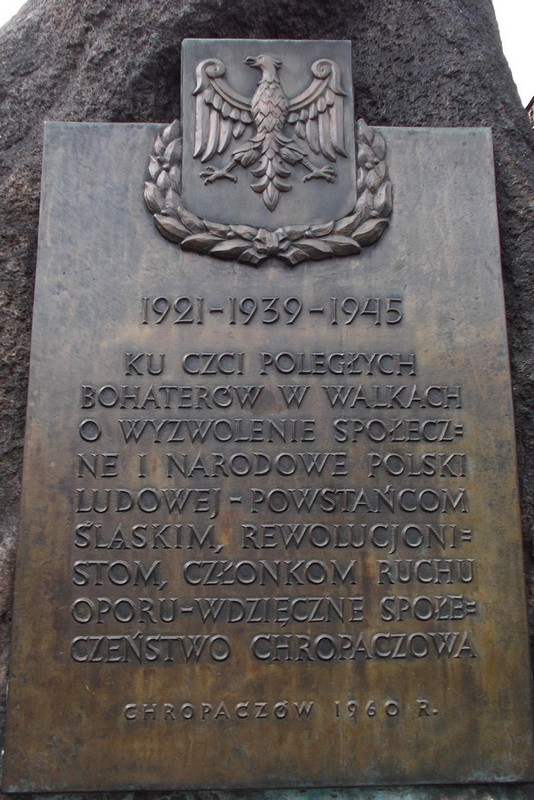 1921-1939-1945
KU CZCI POLEGŁYCH
BOHATERÓW W WALKACH
O WYZWOLENIE SPOŁECZ=
NE I NARODOWE POLSKI
LUDOWEJ - POWSTAŃCOM
ŚLĄSKIM, REWOLUCJONI=
STOM, CZŁONKOM RUCHU
OPORU-WDZIĘCZNE SPOŁE=
CZEŃSTWO CHROPACZOWA
CHROPACZÓW 1960 R.